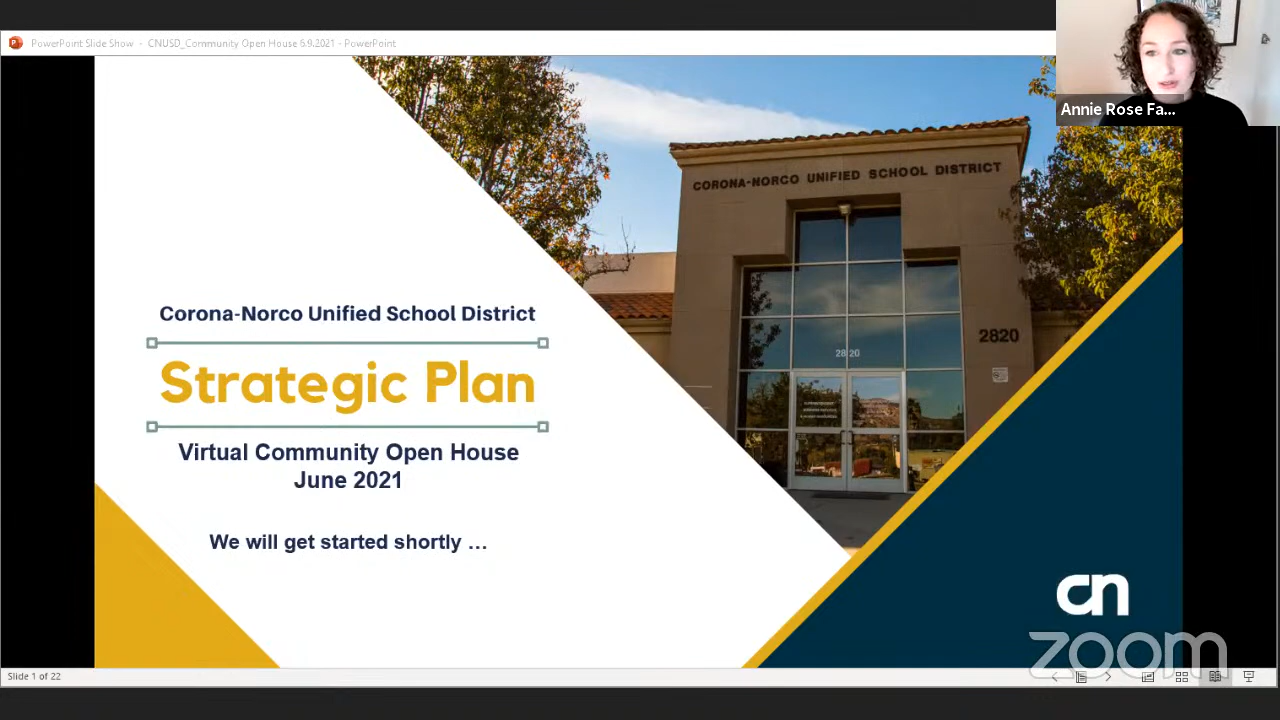 PowerPoint Slide Show - CNUSD_Community Open House 6.9.2021 - PowerPoint
Annie Rose Fa...
CORONA-NORCO UNIFIED SCHOOL DISTRICT
2820
2820
Corona-Norco Unified School District
Strategic Plan
Virtual Community Open House
June 2021
We will get started shortly ...
cn
zoom
Slide 1 of 22